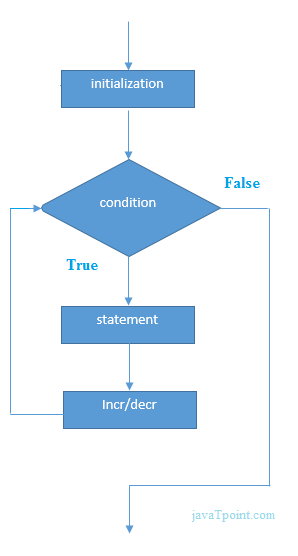 initialization
condition
False
True
statement
Incr/decr
javaTpoint.com